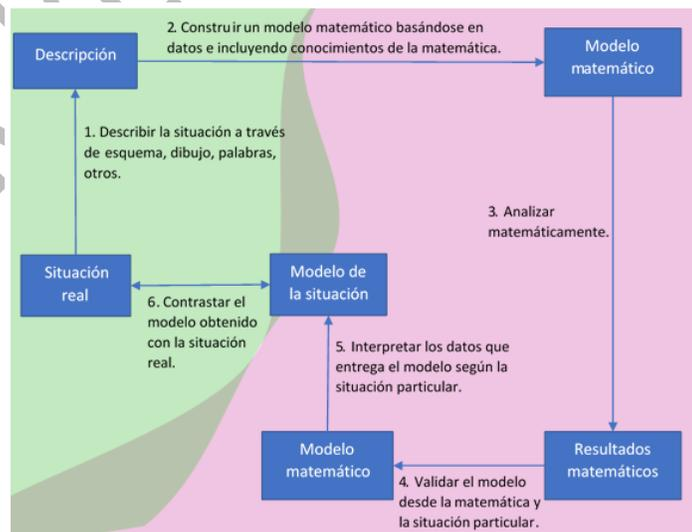 2. Construir un modelo matemático basándose en
datos e incluyendo conocimientos de la matemática.
Descripción
Modelo
matemático
1. Describir la situación a través
de esquema, dibujo, palabras,
otros.
3. Analizar
matemáticamente.
Situación
real
Modelo de
la situación
6. Contrastar el
modelo obtenido
con la situación
real.
5. Interpretar los datos que
entrega el modelo según la
situación particular.
Modelo
matemático
Resultados
matemáticos
4. Validar el modelo
desde la matemática y
la situación particular.